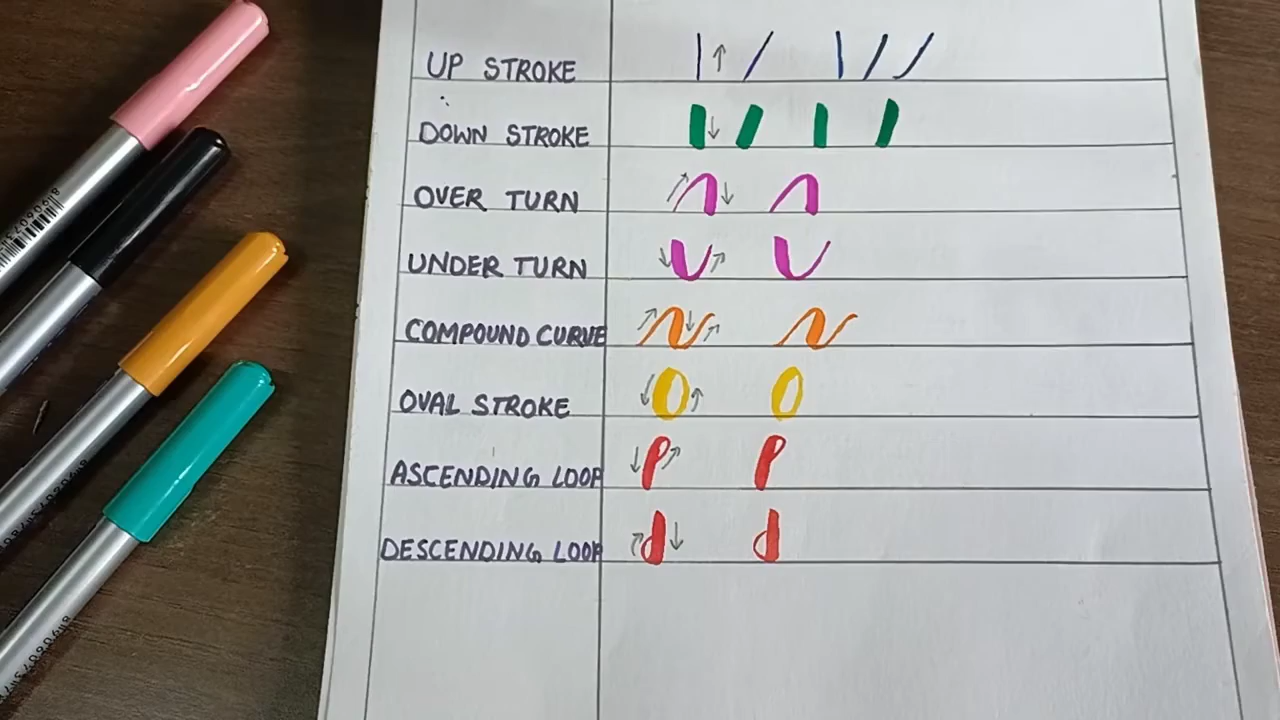 UP STROKE
DOWN STROKE
OVER TURN
UNDER TURN
COMPOUND CURVE
OVAL STROKE
ASCENDING LOOP
DESCENDING LOOP